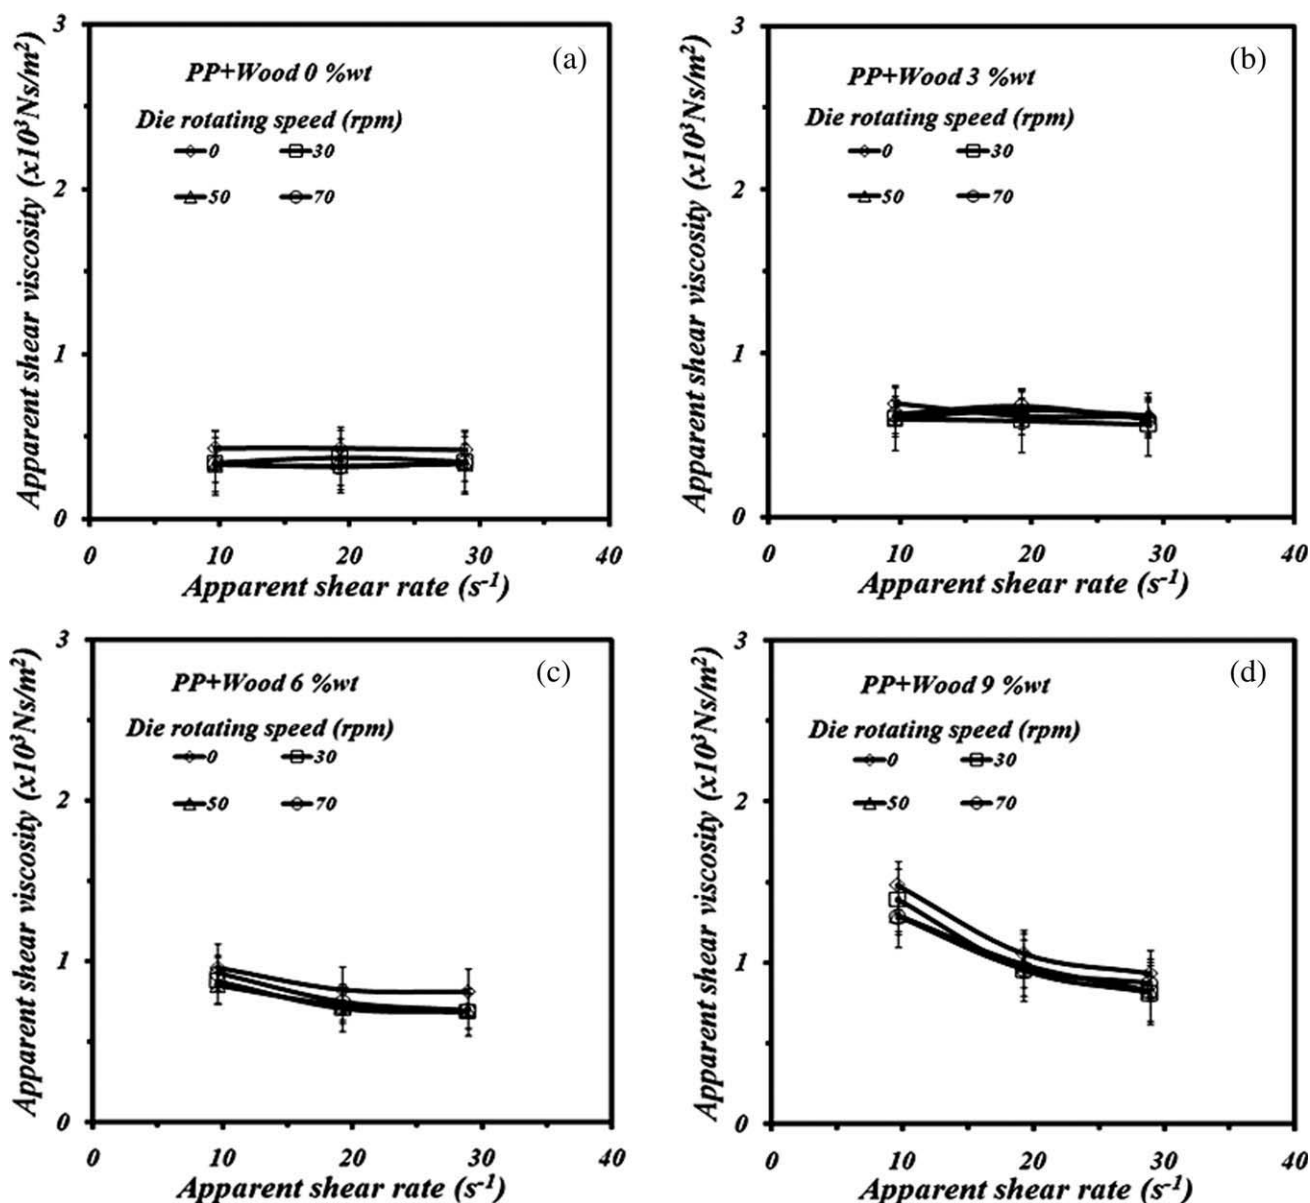 (a)
PP+Wood 0 %wt
Die rotating speed (rpm)
0 30
50 70
3
2
1
0
0 10 20 30 40
Apparent shear rate (s⁻¹)
Apparent shear viscosity (x10³Ns/m²)
(b)
PP+Wood 3 %wt
Die rotating speed (rpm)
0 30
50 70
3
2
1
0
0 10 20 30 40
Apparent shear rate (s⁻¹)
Apparent shear viscosity (x10³Ns/m²)
(c)
PP+Wood 6 %wt
Die rotating speed (rpm)
0 30
50 70
3
2
1
0
0 10 20 30 40
Apparent shear rate (s⁻¹)
Apparent shear viscosity (x10³Ns/m²)
(d)
PP+Wood 9 %wt
Die rotating speed (rpm)
0 30
50 70
3
2
1
0
0 10 20 30 40
Apparent shear rate (s⁻¹)
Apparent shear viscosity (x10³Ns/m²)